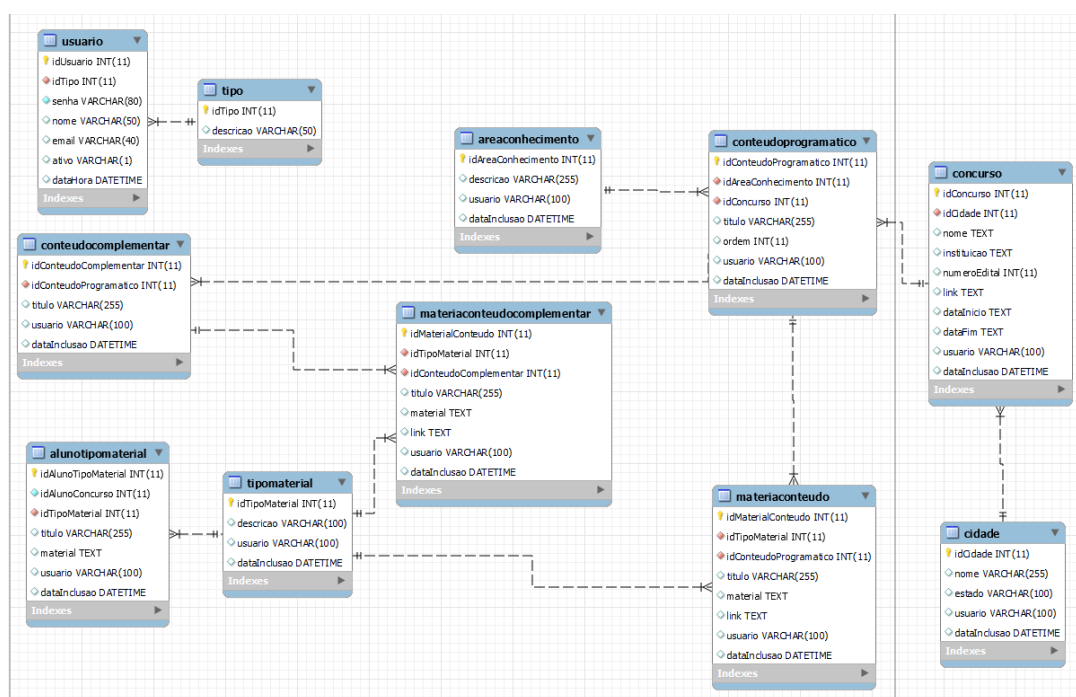 usuario
idUsuario INT(11)
idTipo INT(11)
senha VARCHAR(80)
nome VARCHAR(50)
email VARCHAR(40)
ativo VARCHAR(1)
dataHora DATETIME
Indexes
tipo
idTipo INT(11)
descricao VARCHAR(50)
Indexes
areaconhecimento
idAreaConhecimento INT(11)
descricao VARCHAR(255)
usuario VARCHAR(100)
dataInclusao DATETIME
Indexes
conteudoprogramatico
idConteudoProgramatico INT(11)
idAreaConhecimento INT(11)
idConcurso INT(11)
titulo VARCHAR(255)
ordem INT(11)
usuario VARCHAR(100)
dataInclusao DATETIME
Indexes
concurso
idConcurso INT(11)
idCidade INT(11)
nome TEXT
instituicao TEXT
numeroEdital INT(11)
link TEXT
dataInicio TEXT
dataFim TEXT
usuario VARCHAR(100)
dataInclusao DATETIME
Indexes
conteudocomplementar
idConteudoComplementar INT(11)
idConteudoProgramatico INT(11)
titulo VARCHAR(255)
usuario VARCHAR(100)
dataInclusao DATETIME
Indexes
materiaconteudocomplementar
idMaterialConteudo INT(11)
idTipoMaterial INT(11)
idConteudoComplementar INT(11)
titulo VARCHAR(255)
material TEXT
link TEXT
usuario VARCHAR(100)
dataInclusao DATETIME
Indexes
alunotipomaterial
idAlunoTipoMaterial INT(11)
idAlunoConcurso INT(11)
idTipoMaterial INT(11)
titulo VARCHAR(255)
material TEXT
usuario VARCHAR(100)
dataInclusao DATETIME
Indexes
tipomaterial
idTipoMaterial INT(11)
descricao VARCHAR(100)
usuario VARCHAR(100)
dataInclusao DATETIME
Indexes
materiaconteudo
idMaterialConteudo INT(11)
idTipoMaterial INT(11)
idConteudoProgramatico INT(11)
titulo VARCHAR(255)
material TEXT
link TEXT
usuario VARCHAR(100)
dataInclusao DATETIME
Indexes
cidade
idCidade INT(11)
nome VARCHAR(255)
estado VARCHAR(100)
usuario VARCHAR(100)
dataInclusao DATETIME
Indexes